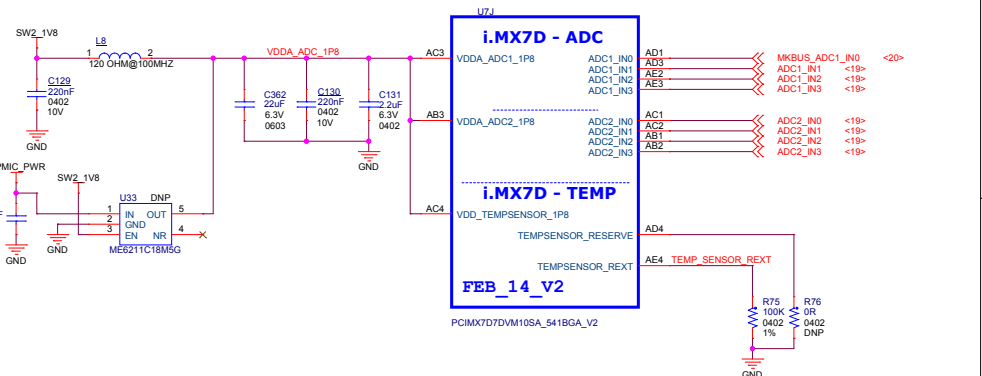 U7J
SW2_1V8
L8
1
2
120 OHM@100MHZ
VDDA_ADC_1P8
C129
220nF
0402
10V
GND
C362
22uF
6.3V
0603
C130
220nF
0402
10V
C131
2.2uF
6.3V
0402
GND
PMIC_PWR
SW2_1V8
U33
DNP
1 IN OUT 5
2 GND
3 EN NR 4
ME6211C18M5G
GND
GND
i.MX7D - ADC
AC3 VDDA_ADC1_1P8
AB3 VDDA_ADC2_1P8
ADC1_IN0 AD1 MKBUS_ADC1_IN0 <20>
ADC1_IN1 AD3 ADC1_IN1 <19>
ADC1_IN2 AE2 ADC1_IN2 <19>
ADC1_IN3 AE3 ADC1_IN3 <19>
ADC2_IN0 AC1 ADC2_IN0 <19>
ADC2_IN1 AC2 ADC2_IN1 <19>
ADC2_IN2 AB1 ADC2_IN2 <19>
ADC2_IN3 AB2 ADC2_IN3 <19>
i.MX7D - TEMP
AC4 VDD_TEMPSENSOR_1P8
TEMPSENSOR_RESERVE AD4
TEMPSENSOR_REXT AE4 TEMP_SENSOR_REXT
FEB_14_V2
PCIMX7D7DVM10SA_541BGA_V2
R75
100K
0402
1%
R76
0R
0402
DNP
GND